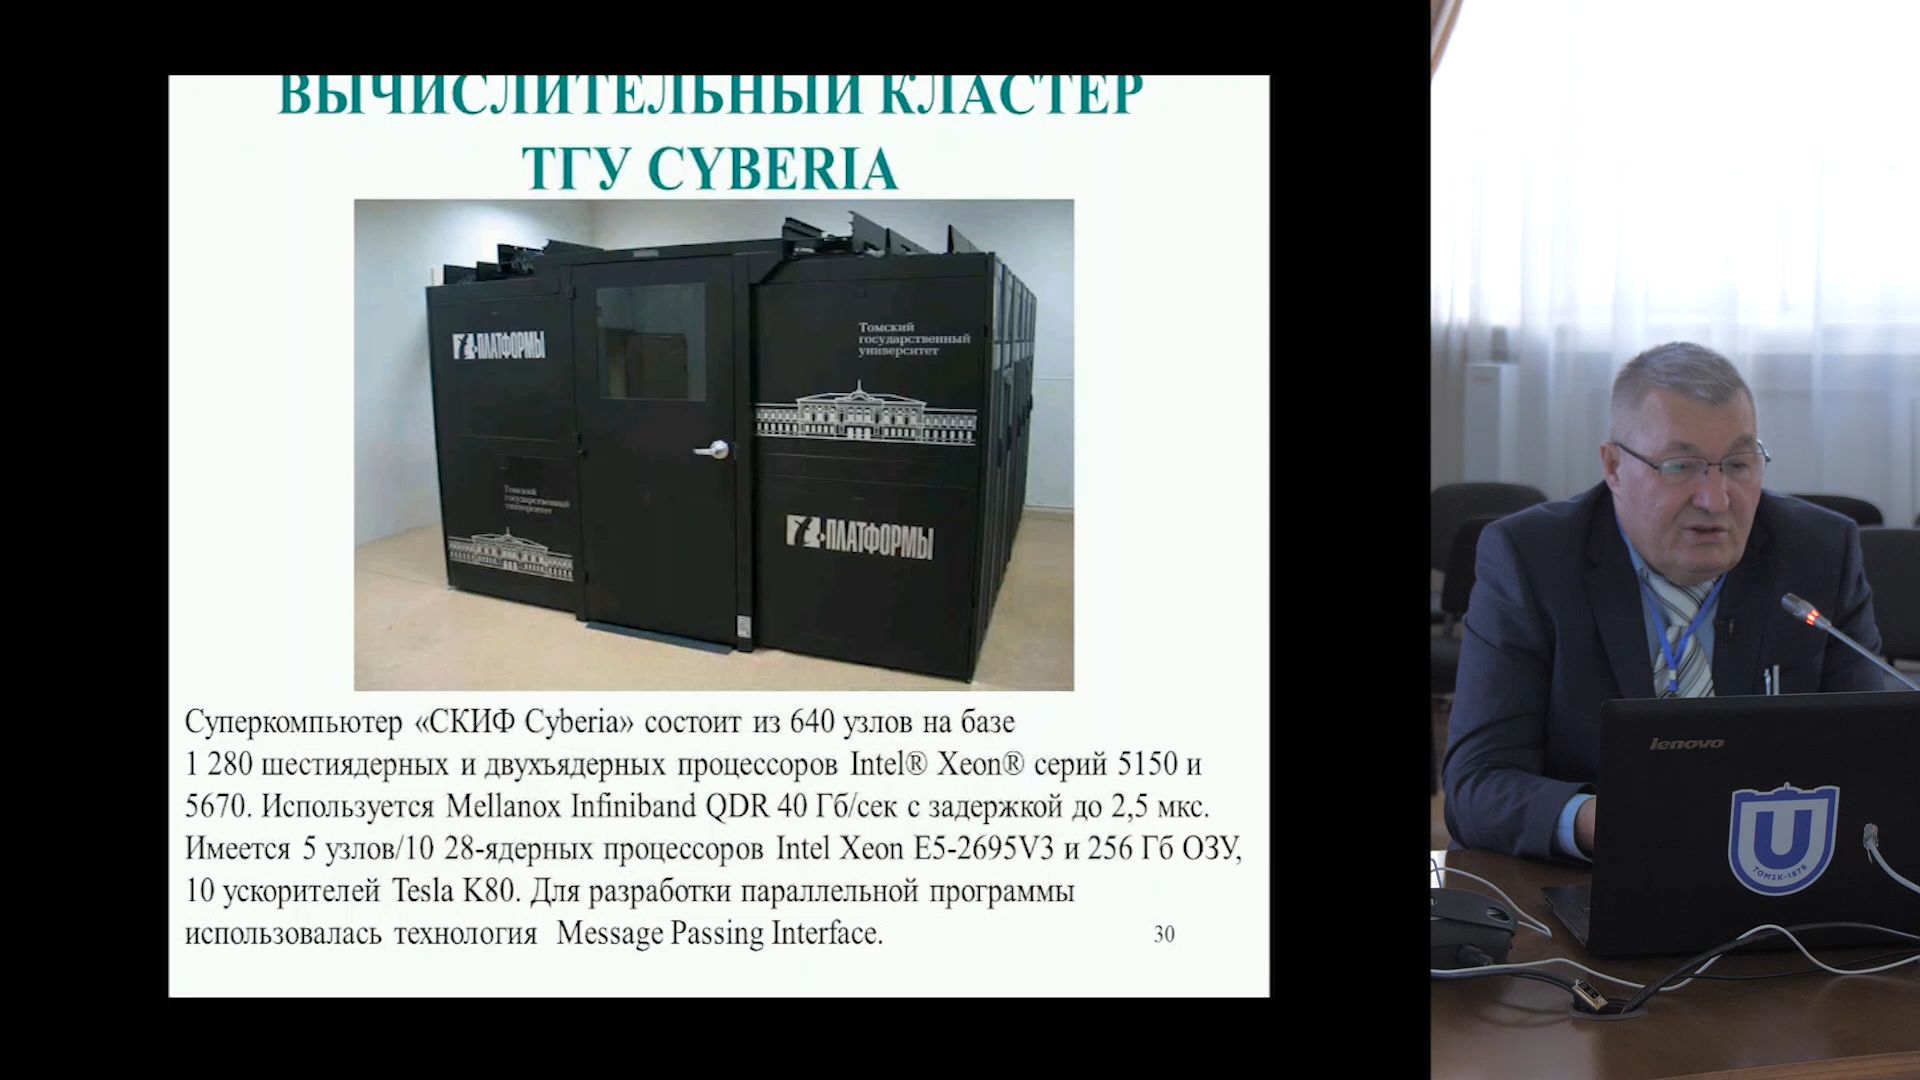 ВЫЧИСЛИТЕЛЬНЫЙ КЛАСТЕР
ТГУ CYBERIA
Т-ПЛАТФОРМЫ
Томский
государственный
университет
Томский
государственный
университет
Т-ПЛАТФОРМЫ
Суперкомпьютер «СКИФ Cyberia» состоит из 640 узлов на базе
1 280 шестиядерных и двухъядерных процессоров Intel® Xeon® серий 5150 и
5670. Используется Mellanox Infiniband QDR 40 Гб/сек с задержкой до 2,5 мкс.
Имеется 5 узлов/10 28-ядерных процессоров Intel Xeon E5-2695V3 и 256 Гб ОЗУ,
10 ускорителей Tesla K80. Для разработки параллельной программы
использовалась технология Message Passing Interface.
30
lenovo
U
TOMSK-1878